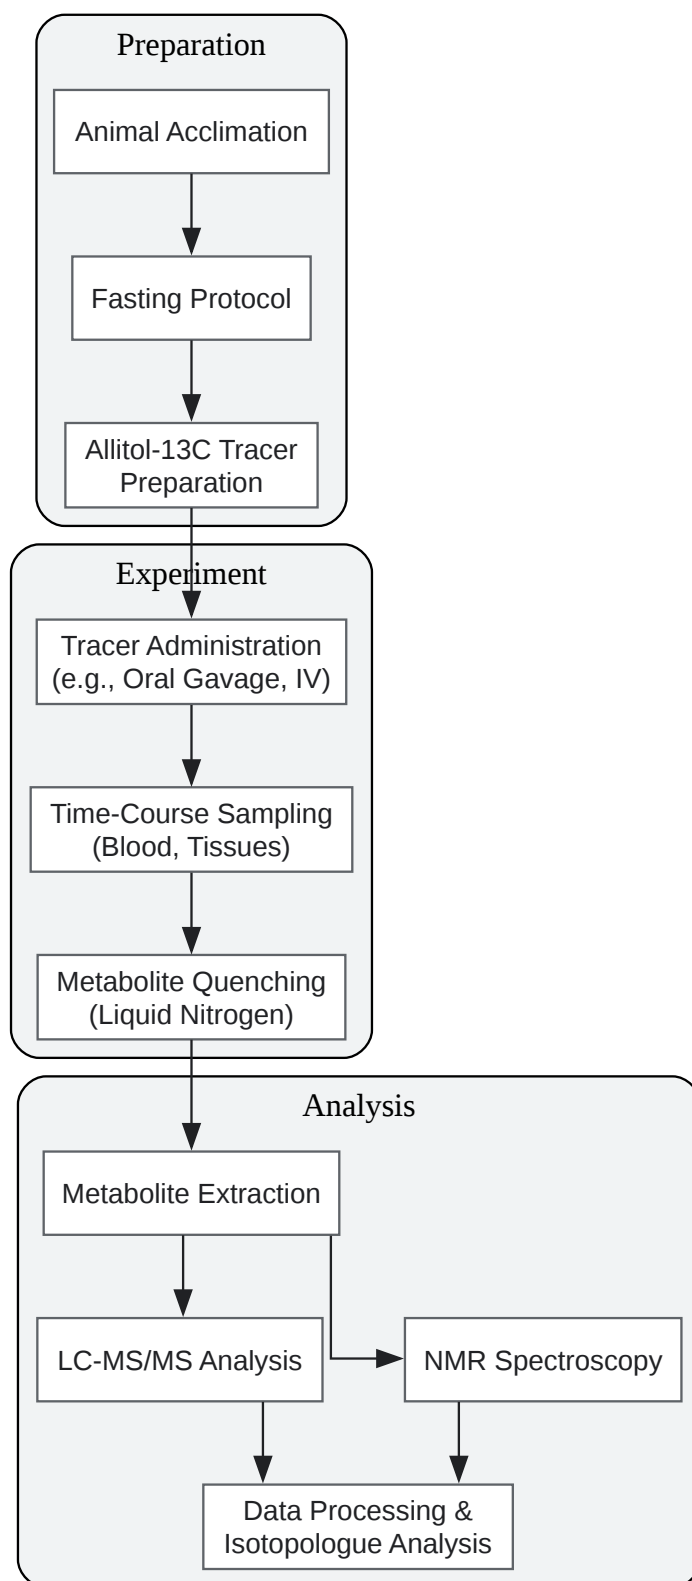 Preparation
Animal Acclimation
Fasting Protocol
Allitol-13C Tracer
Preparation
Experiment
Tracer Administration
(e.g., Oral Gavage, IV)
Time-Course Sampling
(Blood, Tissues)
Metabolite Quenching
(Liquid Nitrogen)
Analysis
Metabolite Extraction
LC-MS/MS Analysis
NMR Spectroscopy
Data Processing &
Isotopologue Analysis